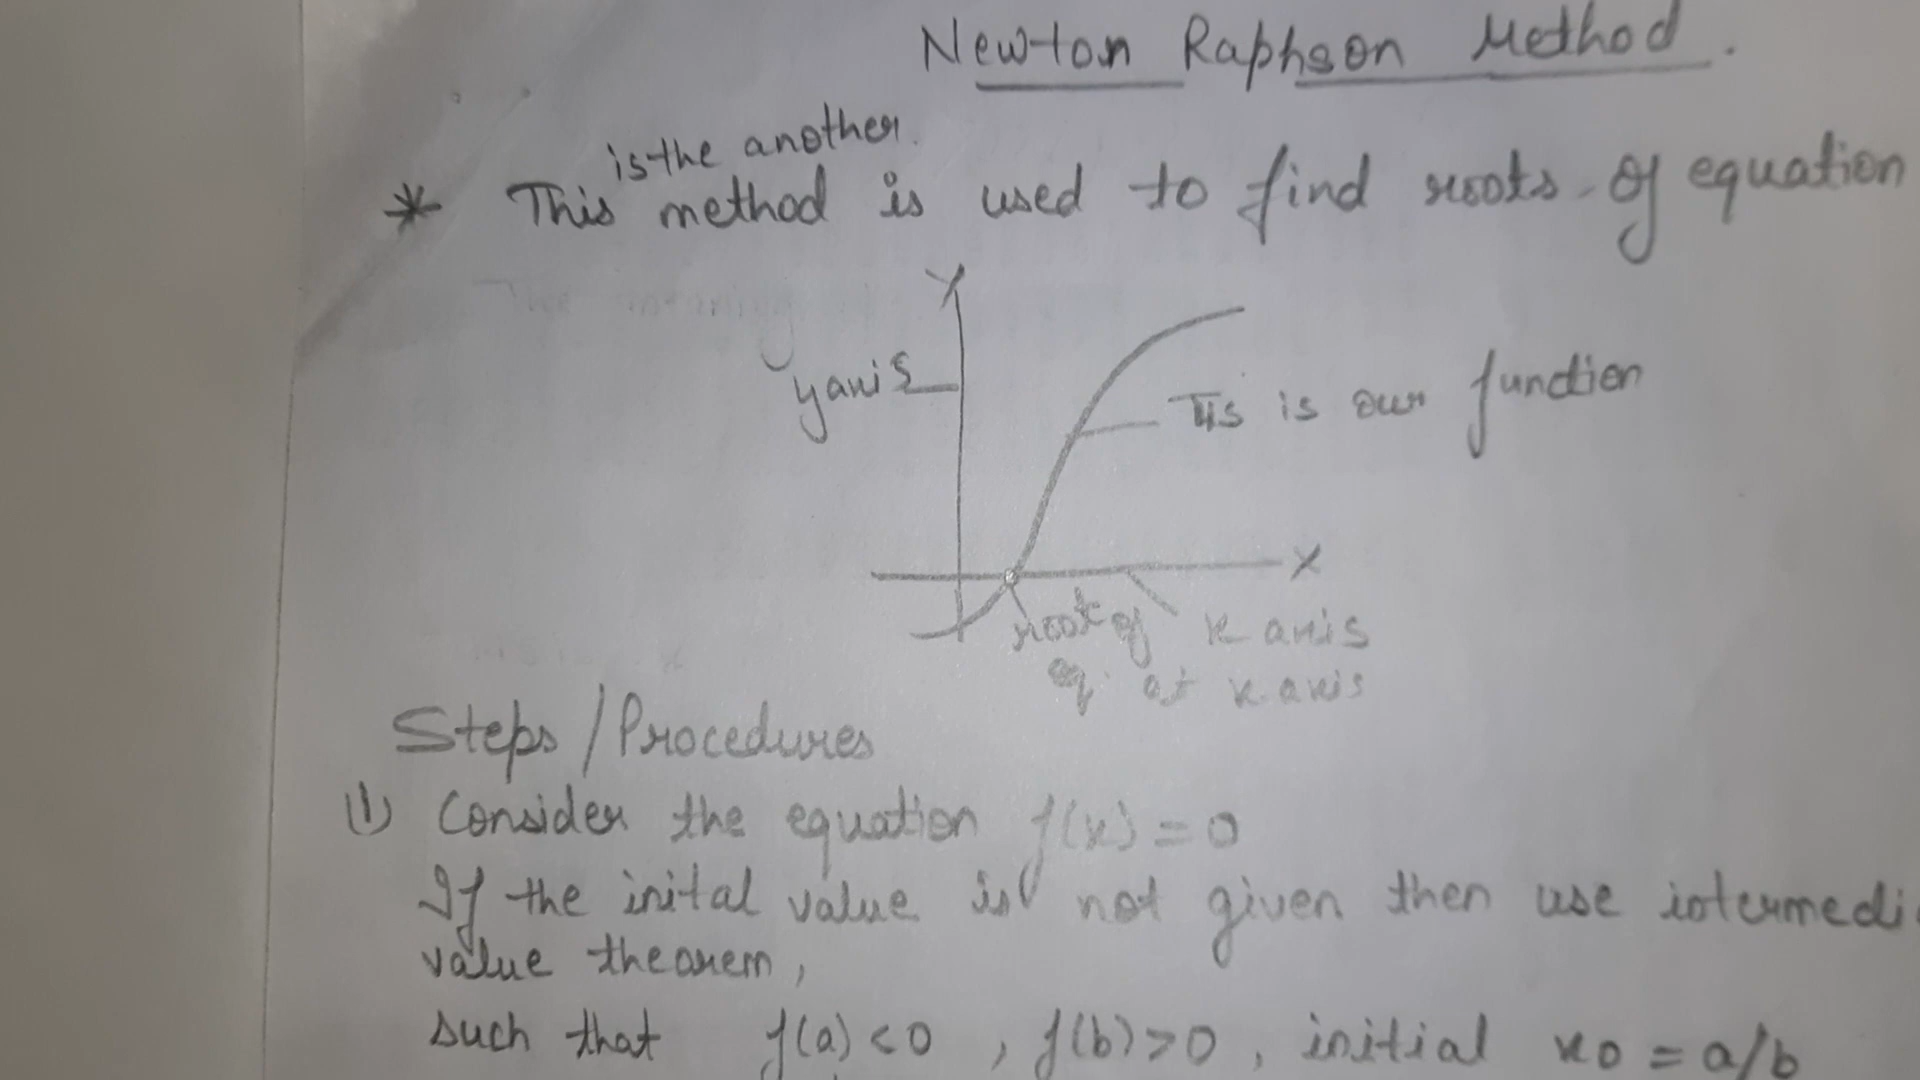 Newton Raphson Method.
is the another.
* This method is used to find roots of equation
Y
y axis
This is our function
X
root of x axis
eq. at x axis
Steps / Procedures
(1) Consider the equation f(x) = 0
If the inital value is not given then use intermedi
value theorem,
such that f(a) < 0 , f(b) > 0 , initial x0 = a/b